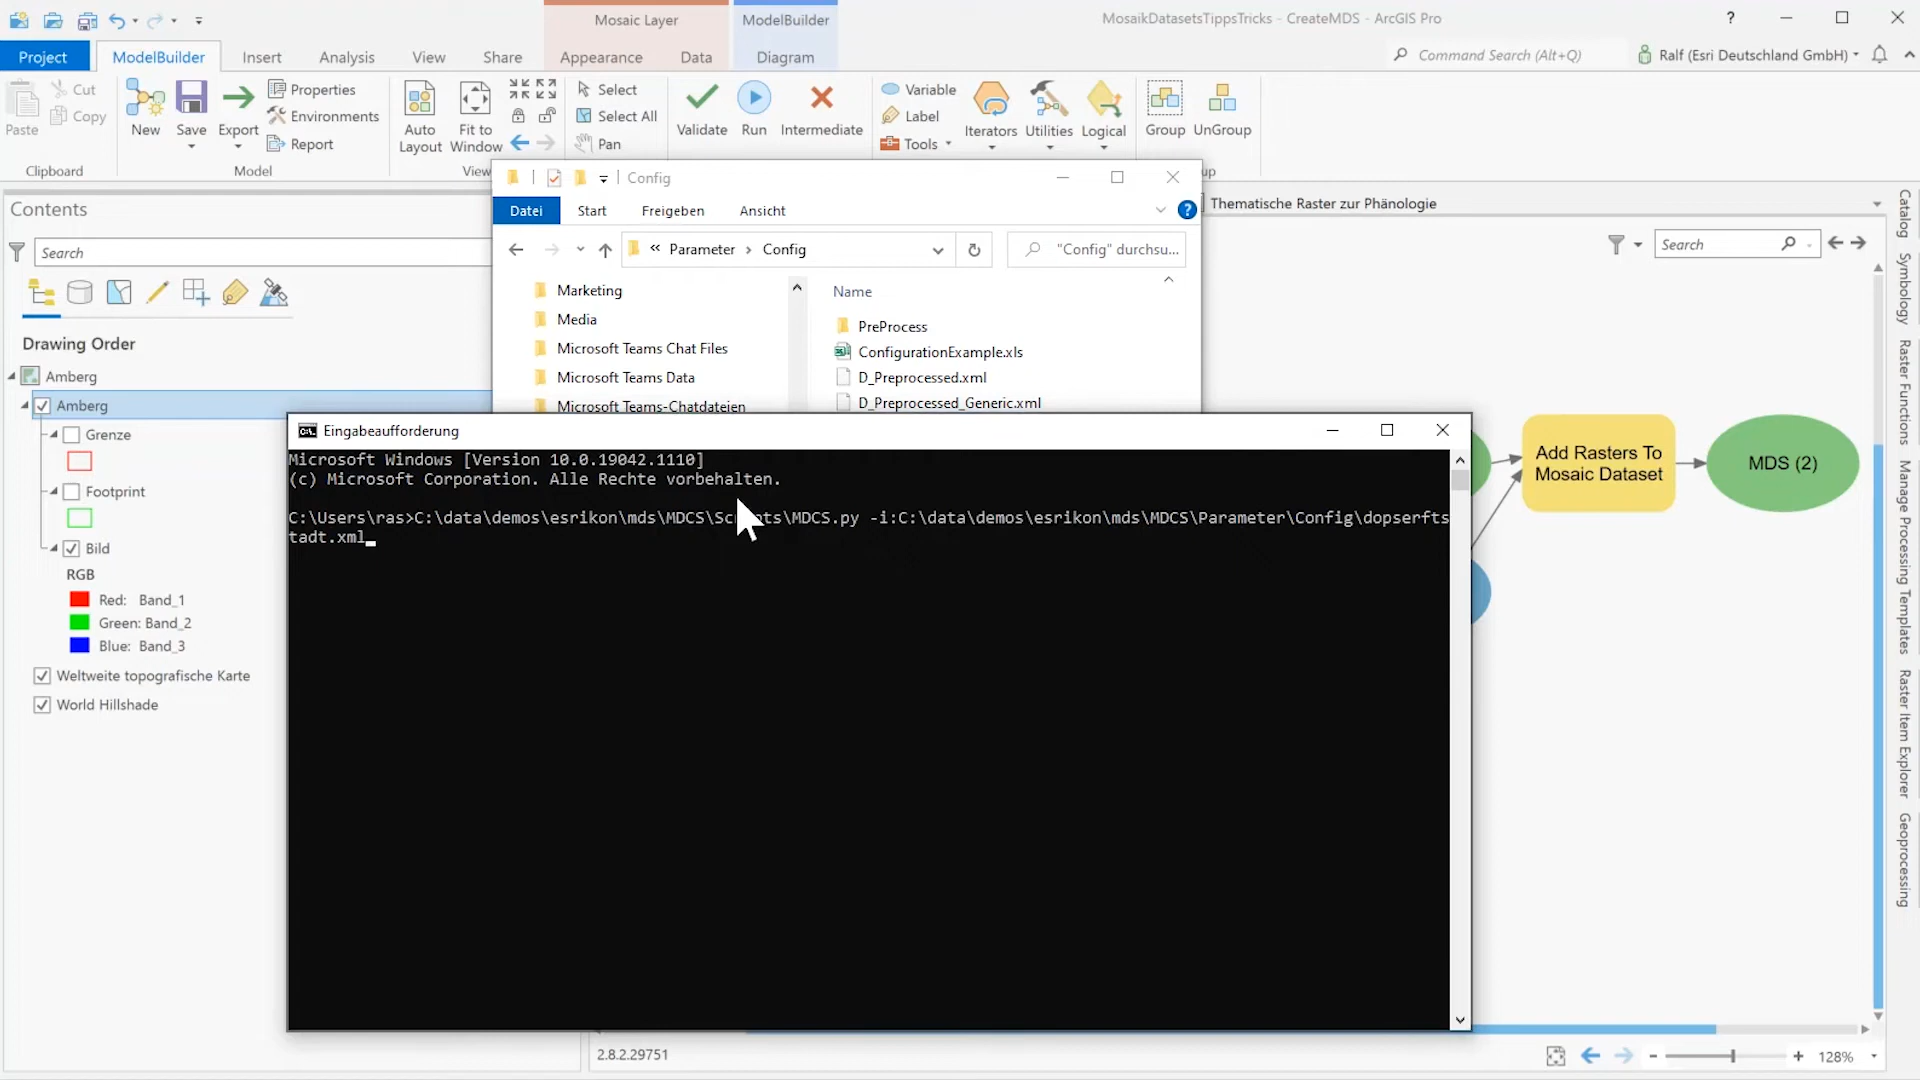 Mosaic Layer
ModelBuilder
MosaikDatasetsTippsTricks - CreateMDS - ArcGIS Pro
?
Project
ModelBuilder
Insert
Analysis
View
Share
Appearance
Data
Diagram
Command Search (Alt+Q)
Ralf (Esri Deutschland GmbH)
Paste
Cut
Copy
Clipboard
New
Save
Export
Properties
Environments
Report
Model
Auto Layout
Fit to Window
View
Select
Select All
Pan
Validate
Run
Intermediate
Variable
Label
Tools
Iterators
Utilities
Logical
Group
UnGroup
up
Contents
Search
Drawing Order
Amberg
Amberg
Grenze
Footprint
Bild
RGB
Red: Band_1
Green: Band_2
Blue: Band_3
Weltweite topografische Karte
World Hillshade
Config
Datei
Start
Freigeben
Ansicht
?
« Parameter > Config
"Config" durchsu...
Marketing
Media
Microsoft Teams Chat Files
Microsoft Teams Data
Microsoft Teams-Chatdateien
Name
PreProcess
ConfigurationExample.xls
D_Preprocessed.xml
D_Preprocessed_Generic.xml
Thematische Raster zur Phänologie
Search
Add Rasters To
Mosaic Dataset
MDS (2)
Eingabeaufforderung
Microsoft Windows [Version 10.0.19042.1110]
(c) Microsoft Corporation. Alle Rechte vorbehalten.
C:\Users\ras>C:\data\demos\esrikon\mds\MDCS\Scripts\MDCS.py -i:C:\data\demos\esrikon\mds\MDCS\Parameter\Config\dopserfts
tadt.xml_
2.8.2.29751
128%
Catalog
Symbology
Raster Functions
Manage Processing Templates
Raster Item Explorer
Geoprocessing